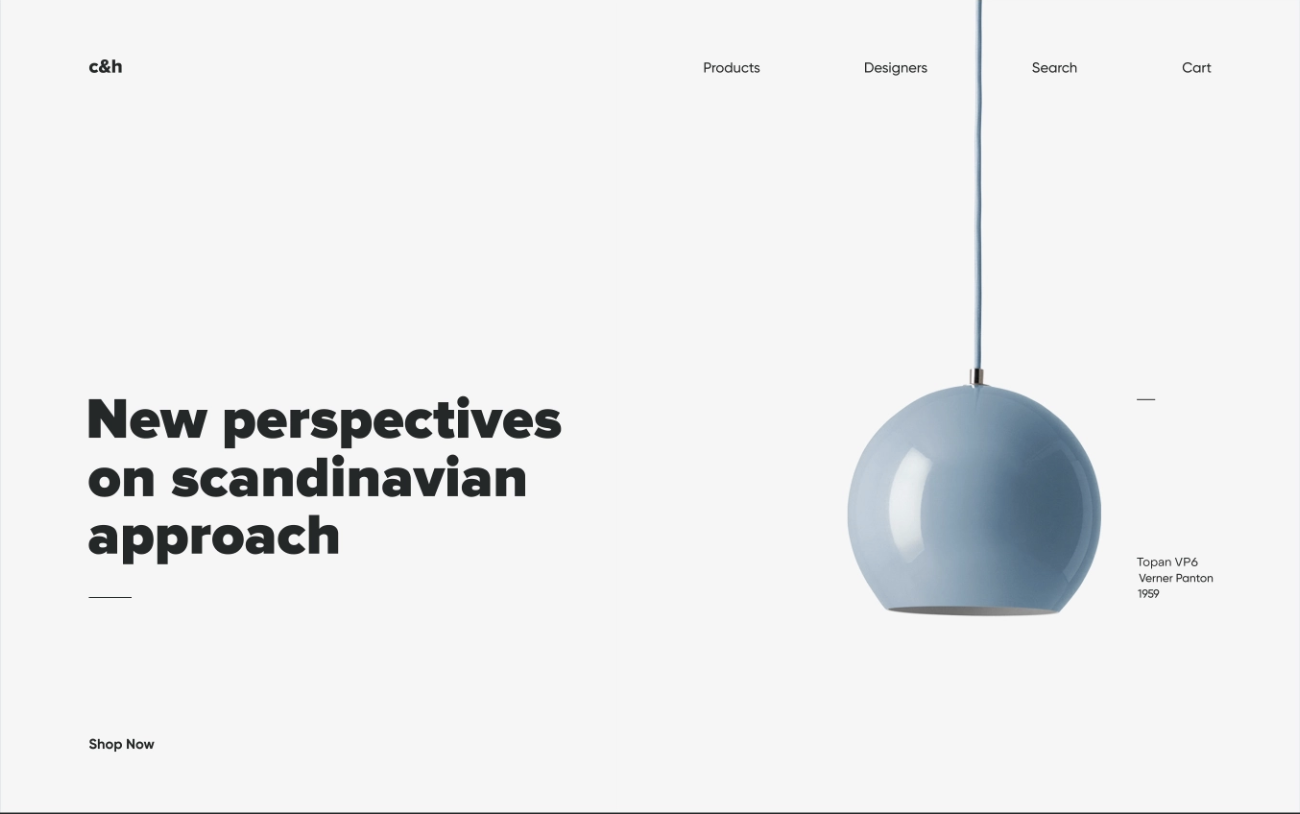 c&h
Products
Designers
Search
Cart
New perspectives
on scandinavian
approach
Topan VP6
Verner Panton
1959
Shop Now